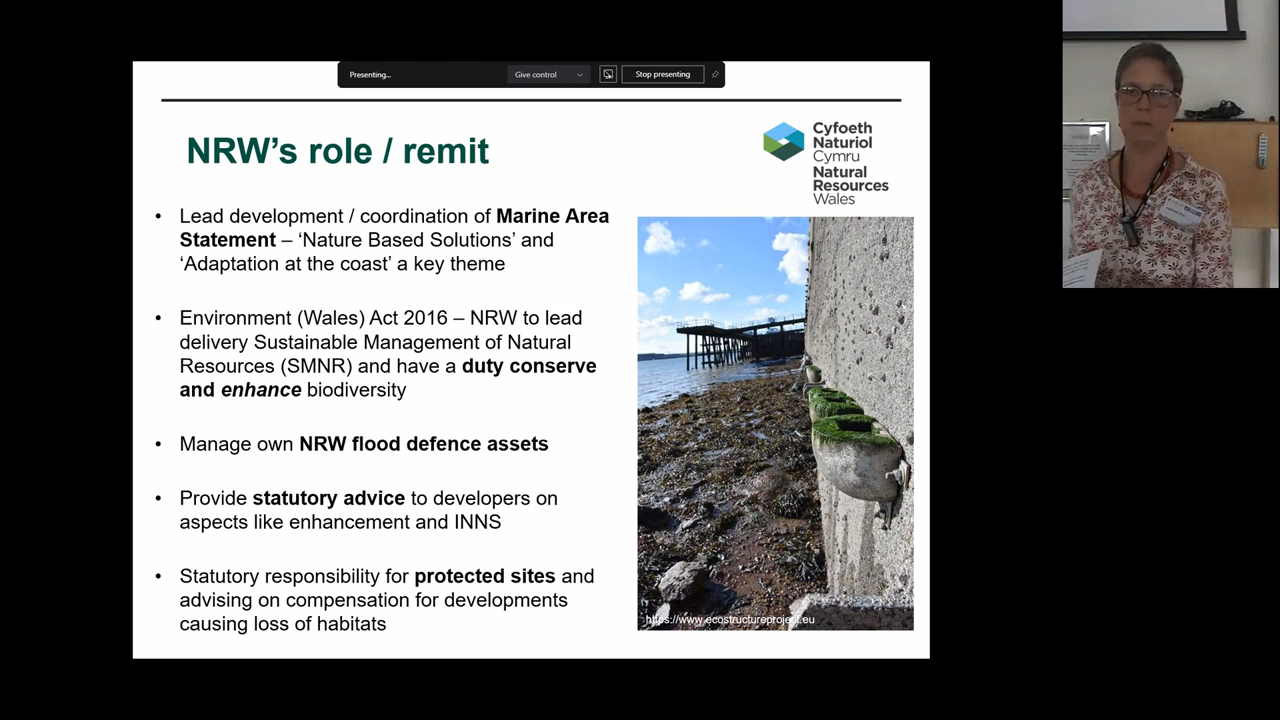 Presenting...
Give control
Stop presenting
NRW’s role / remit
Cyfoeth
Naturiol
Cymru
Natural
Resources
Wales
• Lead development / coordination of Marine Area
Statement – ‘Nature Based Solutions’ and
‘Adaptation at the coast’ a key theme
• Environment (Wales) Act 2016 – NRW to lead
delivery Sustainable Management of Natural
Resources (SMNR) and have a duty conserve
and enhance biodiversity
• Manage own NRW flood defence assets
• Provide statutory advice to developers on
aspects like enhancement and INNS
• Statutory responsibility for protected sites and
advising on compensation for developments
causing loss of habitats
https://www.ecostructureproject.eu